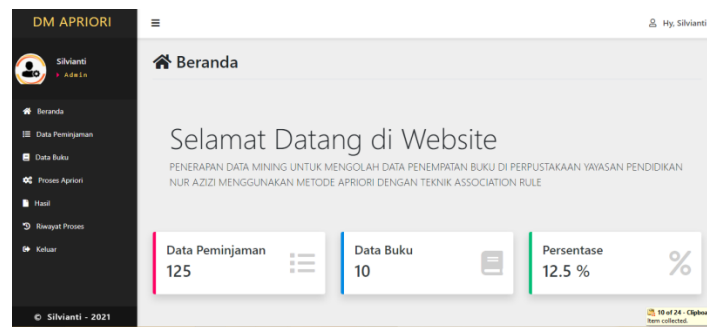 DM APRIORI
Hy, Silvianti
Silvianti
Admin
Beranda
Data Peminjaman
Data Buku
Proses Apriori
Hasil
Riwayat Proses
Keluar
© Silvianti - 2021
Beranda
Selamat Datang di Website
PENERAPAN DATA MINING UNTUK MENGOLAH DATA PENEMPATAN BUKU DI PERPUSTAKAAN YAYASAN PENDIDIKAN
NUR AZIZI MENGGUNAKAN METODE APRIORI DENGAN TEKNIK ASSOCIATION RULE
Data Peminjaman
125
Data Buku
10
Persentase
12.5 %
%
10 of 24 - Clipboa
Item collected.